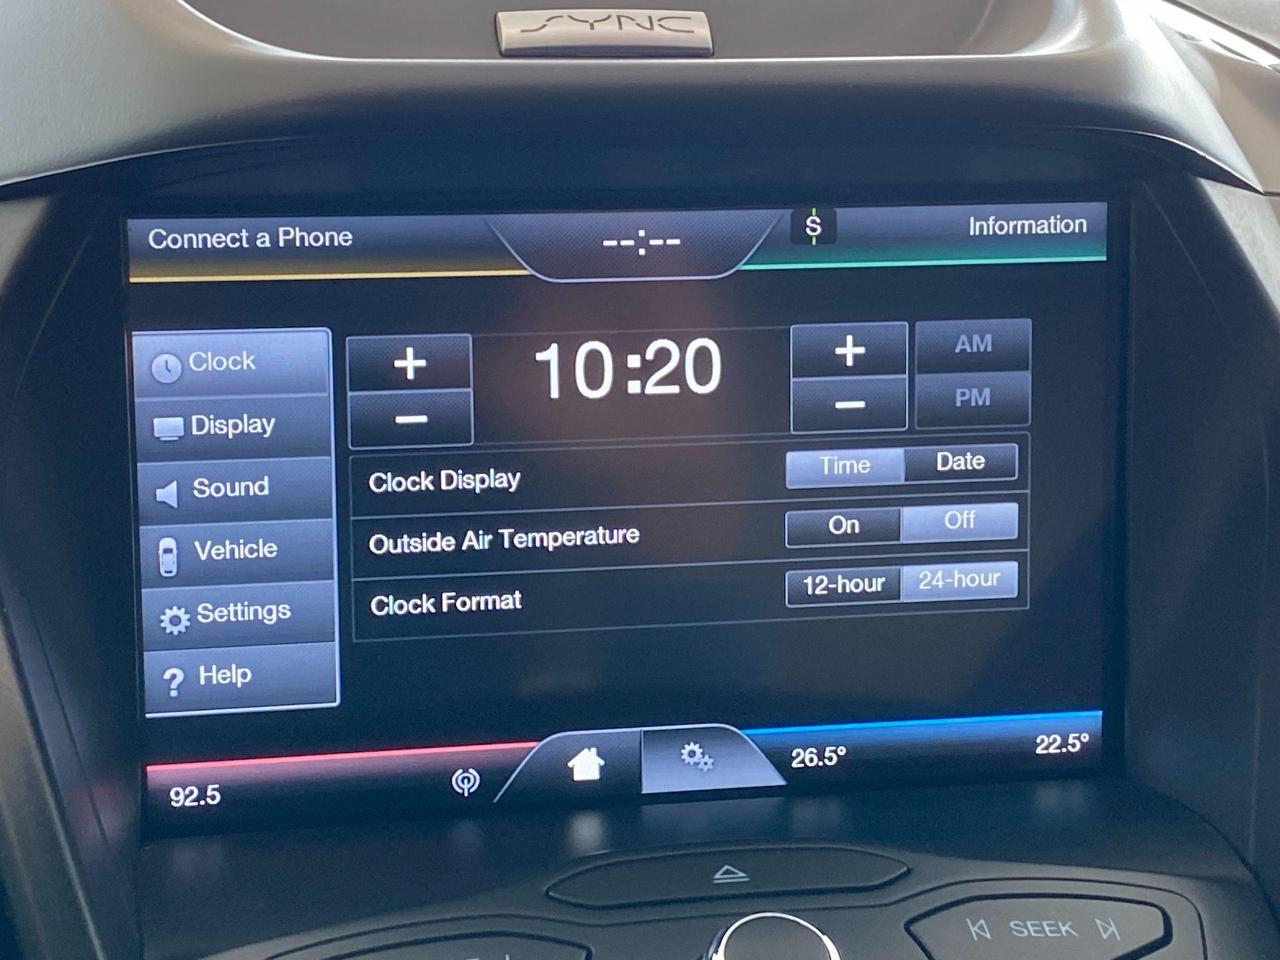 SYNC
Connect a Phone
--:--
S
Information
Clock
Display
Sound
Vehicle
Settings
? Help
+
-
10:20
+
-
AM
PM
Clock Display
Time Date
Outside Air Temperature
On Off
Clock Format
12-hour 24-hour
92.5
26.5°
22.5°
SEEK